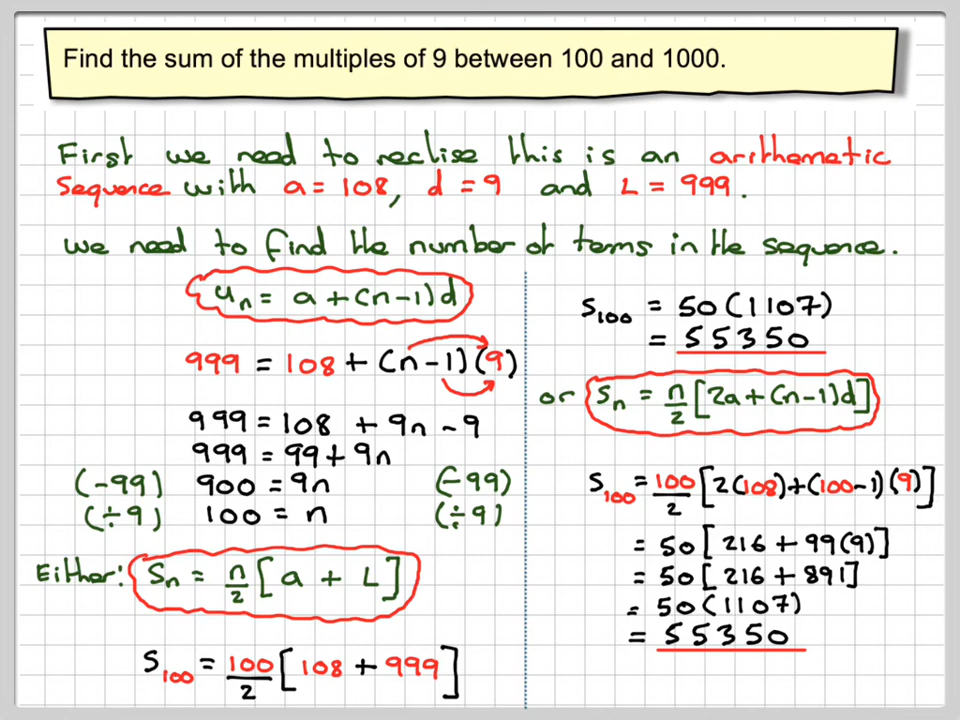 Find the sum of the multiples of 9 between 100 and 1000.
First we need to reclise this is an arithematic
sequence with a = 108, d = 9 and L = 999.
we need to find the number of terms in the sequence.
uₙ = a + (n-1)d
999 = 108 + (n-1)(9)
999 = 108 + 9n - 9
999 = 99 + 9n
(-99) 900 = 9n (-99)
(÷9) 100 = n (÷9)
Either: Sₙ = n/2 [a + L]
S₁₀₀ = 100/2 [108 + 999]
S₁₀₀ = 50(1107)
= 55350
or Sₙ = n/2 [2a + (n-1)d]
S₁₀₀ = 100/2 [2(108) + (100-1)(9)]
= 50[216 + 99(9)]
= 50[216 + 891]
= 50(1107)
= 55350